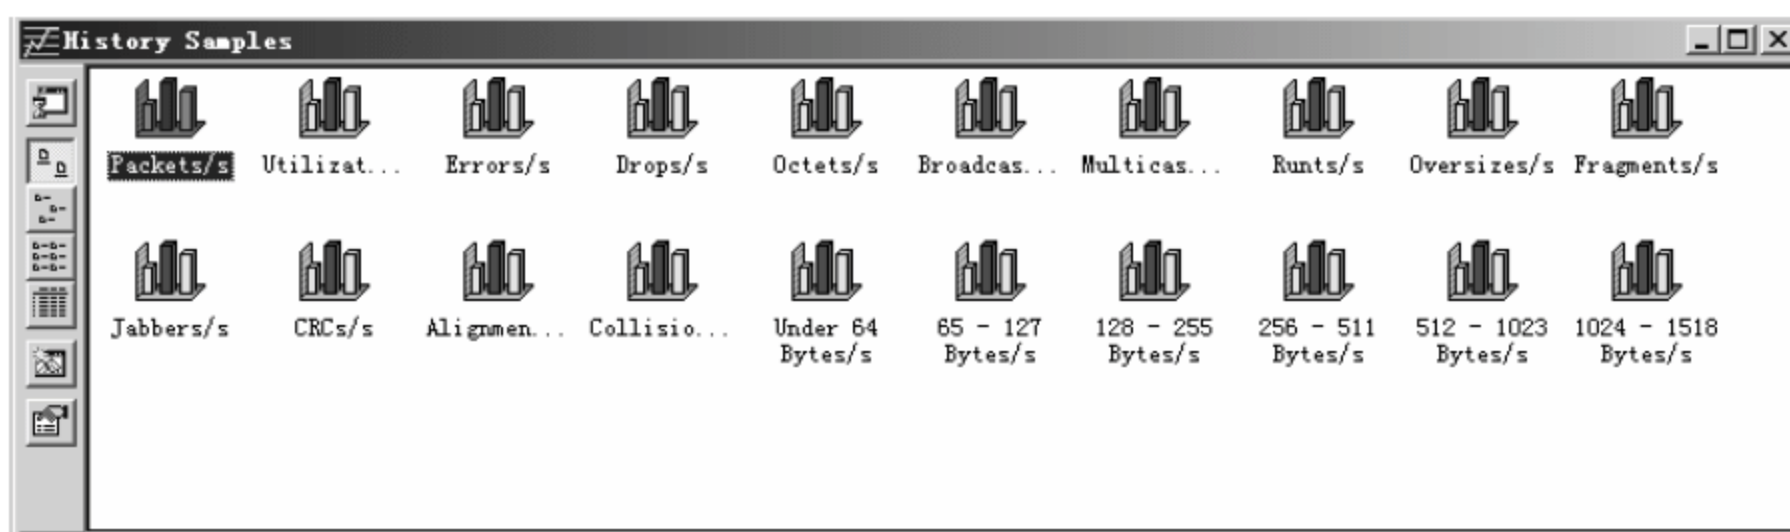 History Samples
Packets/s Utilizat... Errors/s Drops/s Octets/s Broadcas... Multicas... Runts/s Oversizes/s Fragments/s
Jabbers/s CRCs/s Alignmen... Collisio... Under 64 65 - 127 128 - 255 256 - 511 512 - 1023 1024 - 1518
Bytes/s Bytes/s Bytes/s Bytes/s Bytes/s Bytes/s